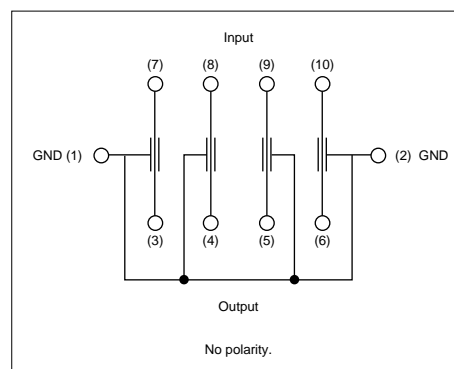 Input
(7) (8) (9) (10)
GND (1) (2) GND
(3) (4) (5) (6)
Output
No polarity.